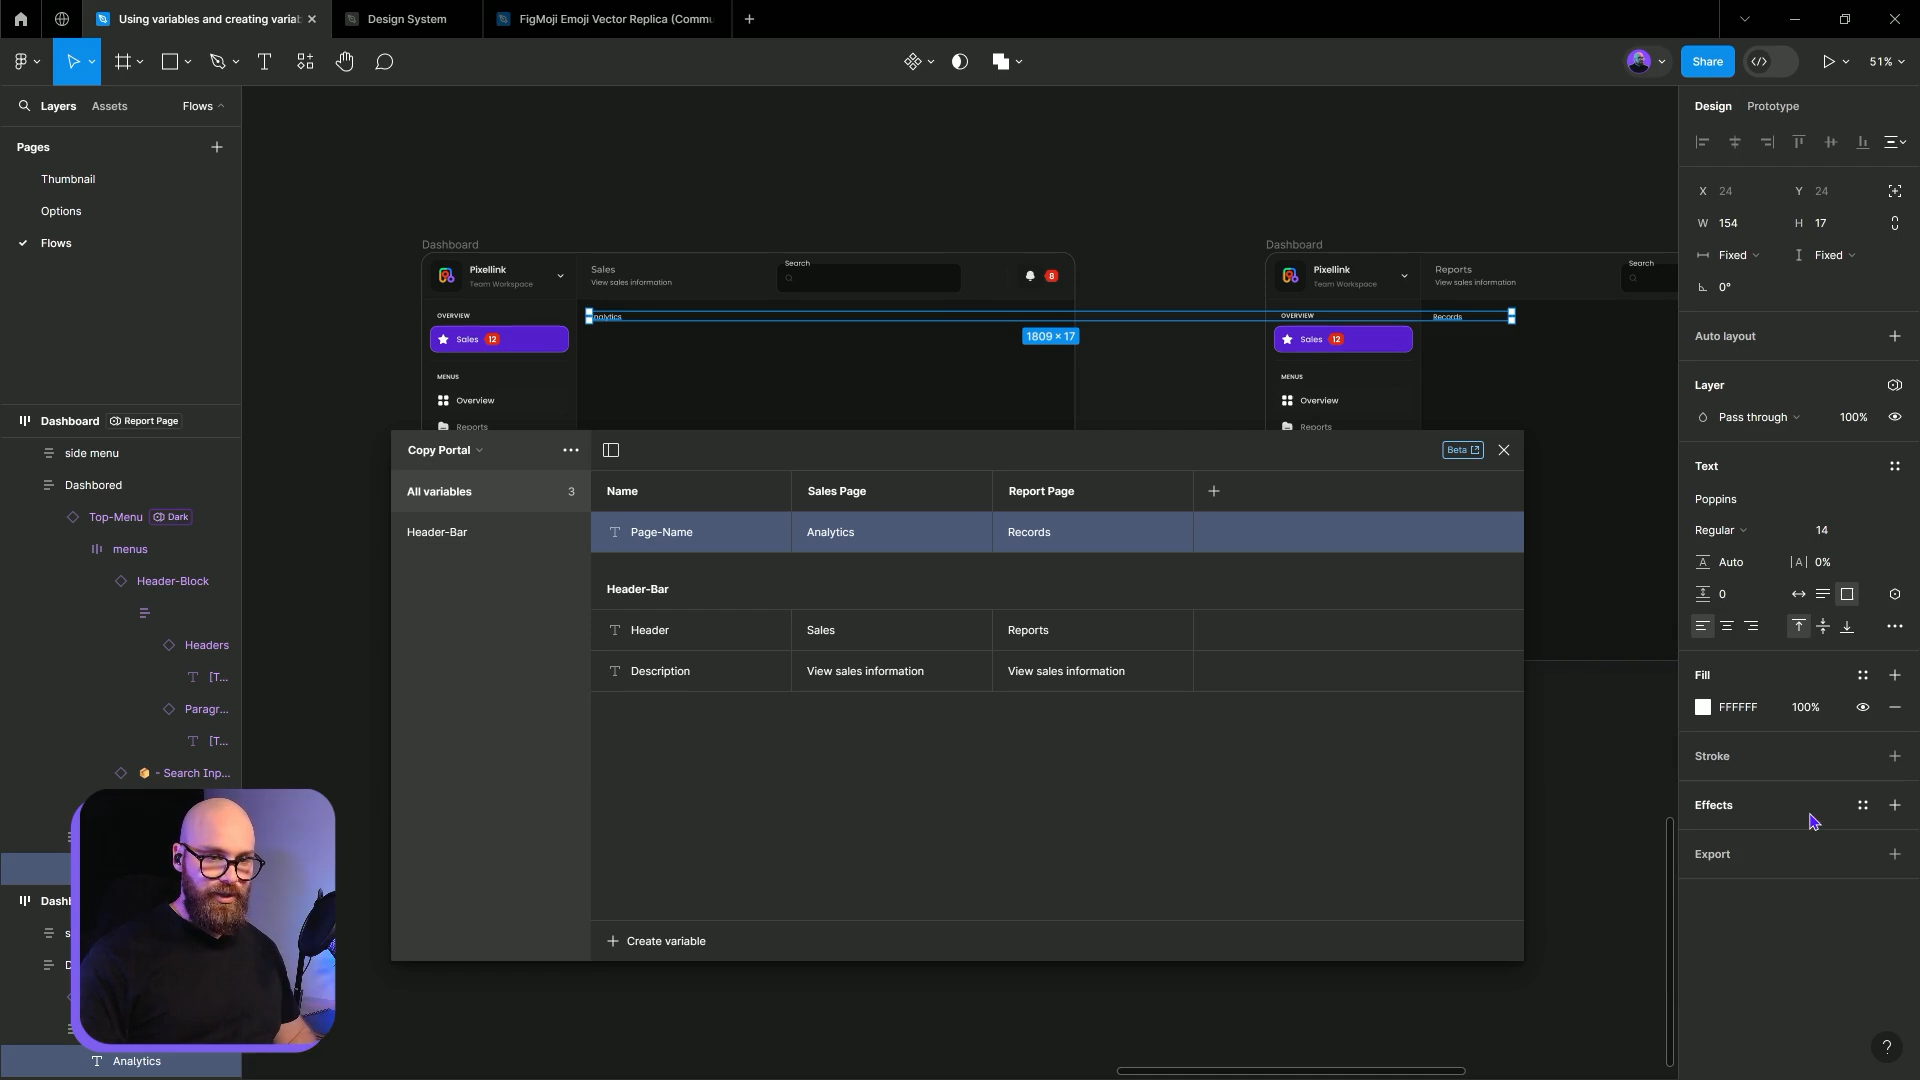 Using variables and creating variab
Design System
FigMoji Emoji Vector Replica (Commu
Share
51%
Layers
Assets
Flows
Pages
Thumbnail
Options
Flows
Dashboard
Report Page
side menu
Dashbored
Top-Menu
Dark
menus
Header-Block
Headers
[T...
Paragr...
[T...
- Search Inp...
Dashb
Analytics
Dashboard
Pixellink
Team Workspace
Sales
View sales information
Search
8
OVERVIEW
Analytics
Sales 12
1809 × 17
MENUS
Overview
Reports
Dashboard
Pixellink
Team Workspace
Reports
View sales information
Search
OVERVIEW
Records
Sales 12
MENUS
Overview
Reports
Copy Portal
Beta
All variables 3
Header-Bar
Name
Sales Page
Report Page
Page-Name
Analytics
Records
Header-Bar
Header
Sales
Reports
Description
View sales information
View sales information
Create variable
Design
Prototype
X 24
Y 24
W 154
H 17
Fixed
Fixed
0°
Auto layout
Layer
Pass through
100%
Text
Poppins
Regular
14
Auto
|A| 0%
0
Fill
FFFFFF
100%
Stroke
Effects
Export
?